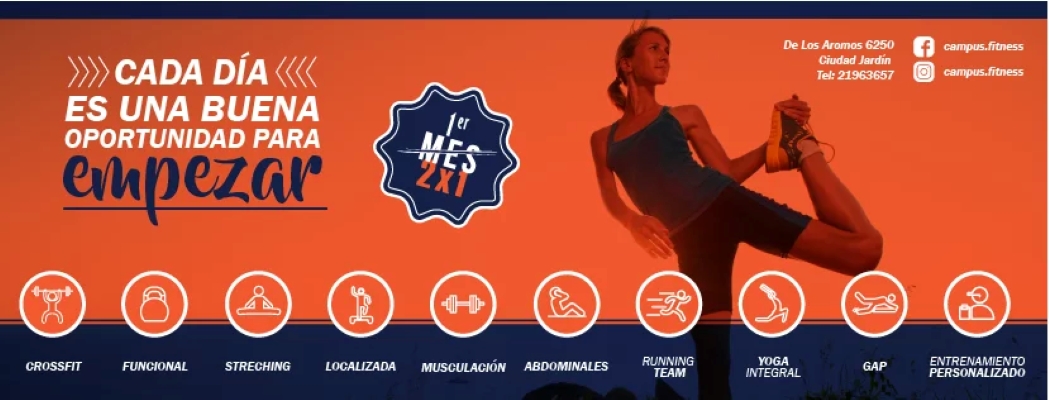 CADA DÍA
ES UNA BUENA
OPORTUNIDAD PARA
empezar
1er
MES
2x1
De Los Aromos 6250
Ciudad Jardín
Tel: 21963657
campus.fitness
campus.fitness
CROSSFIT
FUNCIONAL
STRECHING
LOCALIZADA
MUSCULACIÓN
ABDOMINALES
RUNNING
TEAM
YOGA
INTEGRAL
GAP
ENTRENAMIENTO
PERSONALIZADO